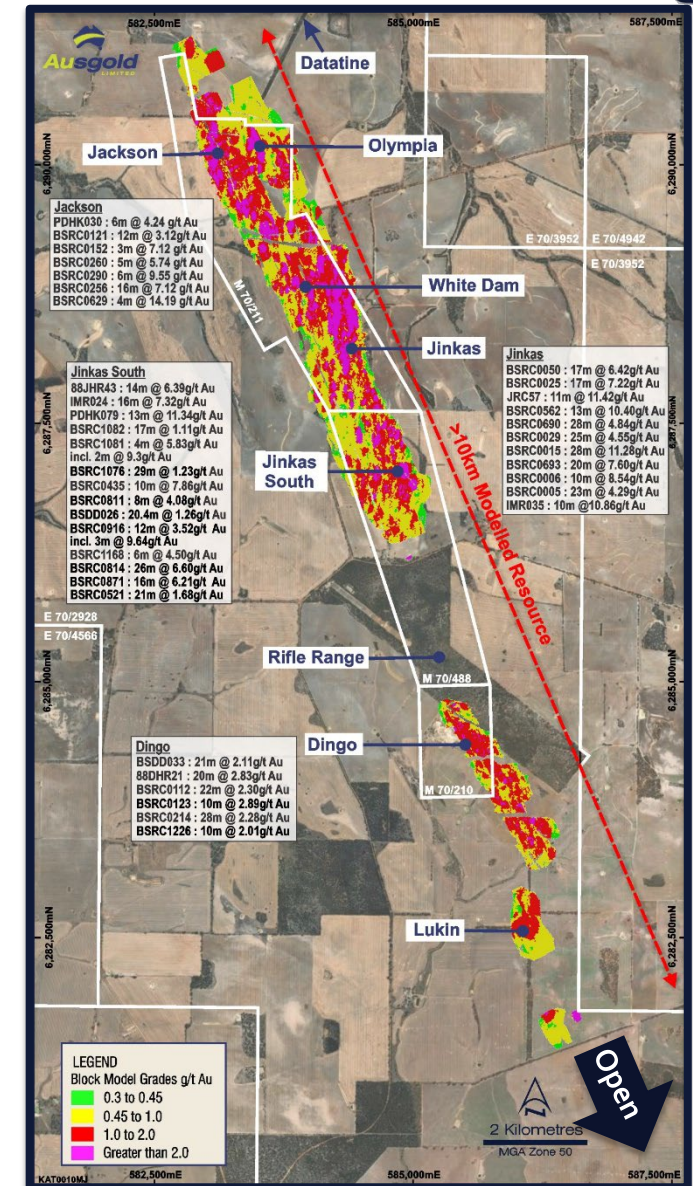 582,500mE
585,000mE
587,500mE
Ausgold
LIMITED
Datatine
6,290,000mN
Jackson
Olympla
Jackson
PDHK030 : 6m @ 4.24 g/t Au
BSRC0121 : 12m @ 3.12g/t Au
BSRC0152 : 3m @ 7.12 g/t Au
BSRC0260 : 5m @ 5.74 g/t Au
BSRC0290 : 6m @ 9.55 g/t Au
BSRC0256 : 16m @ 7.12 g/t Au
BSRC0629 : 4m @ 14.19 g/t Au
E 70/3952
E 70/4942
E 70/3952
M 70/211
White Dam
Jinkas
Jinkas South
88JHR43 : 14m @ 6.39g/t Au
IMR024 : 16m @ 7.32g/t Au
PDHK079 : 13m @ 11.34g/t Au
BSRC1082 : 17m @ 1.11g/t Au
BSRC1081 : 4m @ 5.83g/t Au
incl. 2m @ 9.3g/t Au
BSRC1076 : 29m @ 1.23g/t Au
BSRC0435 : 10m @ 7.86g/t Au
BSRC0811 : 8m @ 4.08g/t Au
BSDD026 : 20.4m @ 1.26g/t Au
BSRC0916 : 12m @ 3.52g/t Au
incl. 3m @ 9.64g/t Au
BSRC1168 : 6m @ 4.50g/t Au
BSRC0814 : 26m @ 6.60g/t Au
BSRC0871 : 16m @ 6.21g/t Au
BSRC0521 : 21m @ 1.68g/t Au
Jinkas
BSRC0050 : 17m @ 6.42g/t Au
BSRC0025 : 17m @ 7.22g/t Au
JRC57 : 11m @ 11.42g/t Au
BSRC0562 : 13m @ 10.40g/t Au
BSRC0690 : 28m @ 4.84g/t Au
BSRC0029 : 25m @ 4.55g/t Au
BSRC0015 : 28m @ 11.28g/t Au
BSRC0693 : 20m @ 7.60g/t Au
BSRC0006 : 10m @ 8.54g/t Au
BSRC0005 : 23m @ 4.29g/t Au
IMR035 : 10m @10.86g/t Au
6,287,500mN
6,287,500mN
Jinkas
South
>10km Modelled Resource
E 70/2928
E 70/4566
Rifle Range
M 70/488
6,285,000mN
6,285,000mN
Dingo
Dingo
BSDD033 : 21m @ 2.11g/t Au
88DHR21 : 20m @ 2.83g/t Au
BSRC0112 : 22m @ 2.30g/t Au
BSRC0123 : 10m @ 2.89g/t Au
BSRC0214 : 28m @ 2.28g/t Au
BSRC1226 : 10m @ 2.01g/t Au
M 70/210
Lukin
6,282,500mN
6,282,500mN
LEGEND
Block Model Grades g/t Au
0.3 to 0.45
0.45 to 1.0
1.0 to 2.0
Greater than 2.0
Open
2 Kilometres
MGA Zone 50
KAT0010MJ
582,500mE
585,000mE
587,500mE